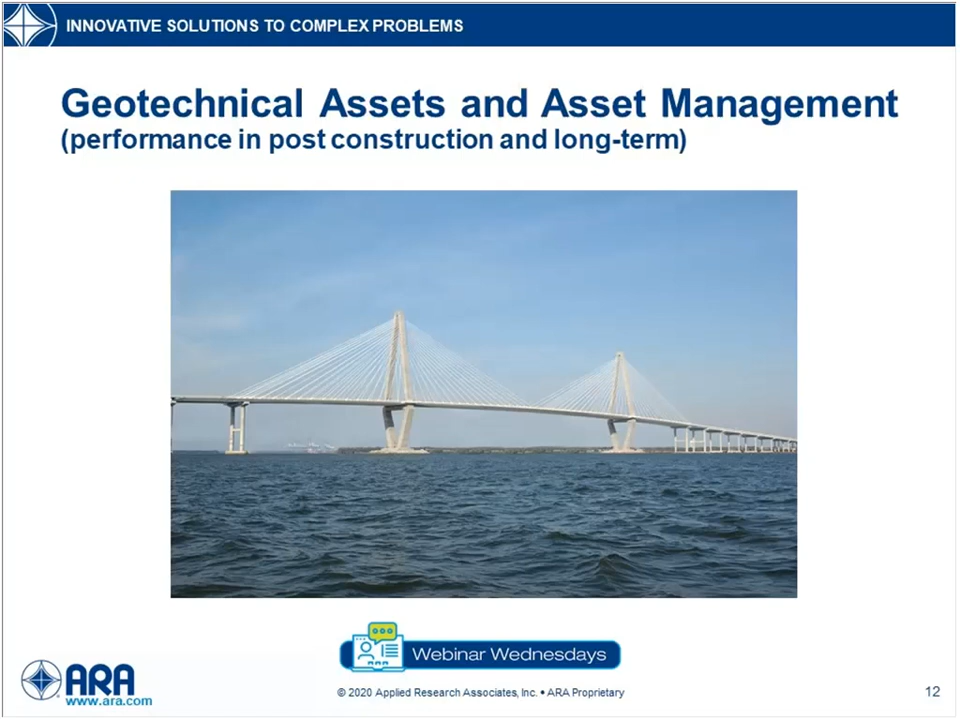 INNOVATIVE SOLUTIONS TO COMPLEX PROBLEMS
Geotechnical Assets and Asset Management
(performance in post construction and long-term)
Webinar Wednesdays
ARA
www.ara.com
© 2020 Applied Research Associates, Inc. • ARA Proprietary
12